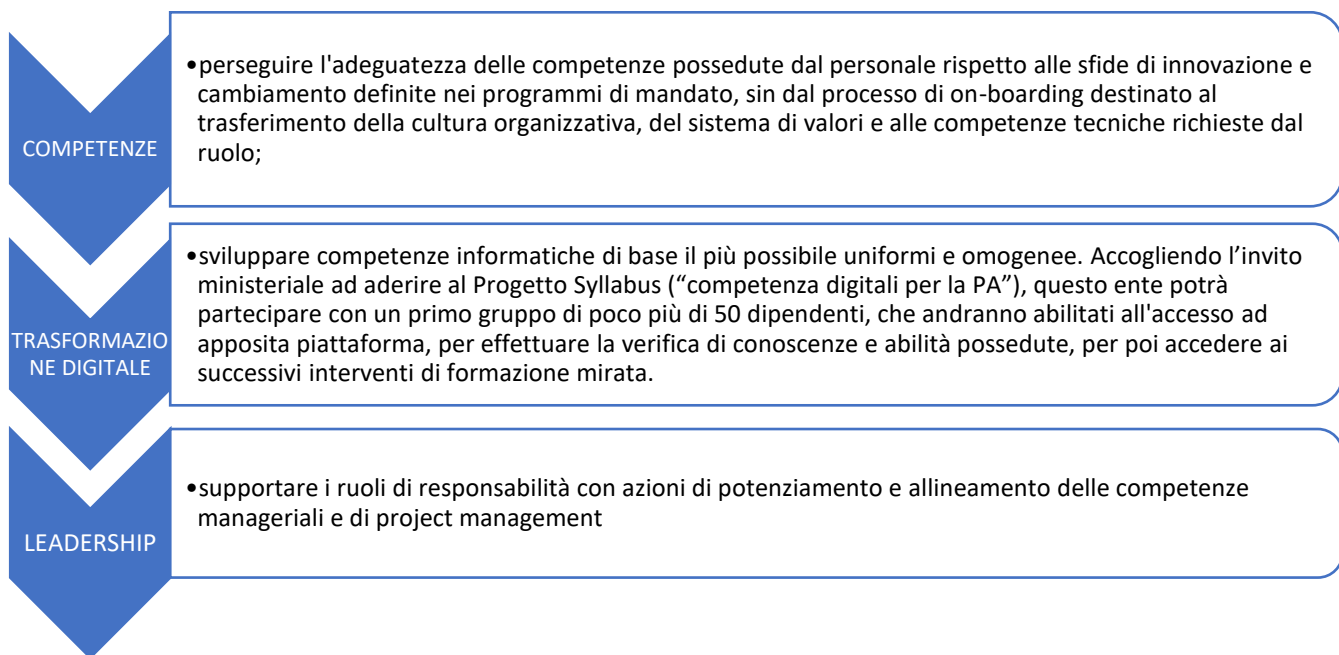 COMPETENZE
•perseguire l'adeguatezza delle competenze possedute dal personale rispetto alle sfide di innovazione e
cambiamento definite nei programmi di mandato, sin dal processo di on-boarding destinato al
trasferimento della cultura organizzativa, del sistema di valori e alle competenze tecniche richieste dal
ruolo;
TRASFORMAZIO
NE DIGITALE
•sviluppare competenze informatiche di base il più possibile uniformi e omogenee. Accogliendo l’invito
ministeriale ad aderire al Progetto Syllabus (“competenza digitali per la PA”), questo ente potrà
partecipare con un primo gruppo di poco più di 50 dipendenti, che andranno abilitati all'accesso ad
apposita piattaforma, per effettuare la verifica di conoscenze e abilità possedute, per poi accedere ai
successivi interventi di formazione mirata.
LEADERSHIP
•supportare i ruoli di responsabilità con azioni di potenziamento e allineamento delle competenze
manageriali e di project management